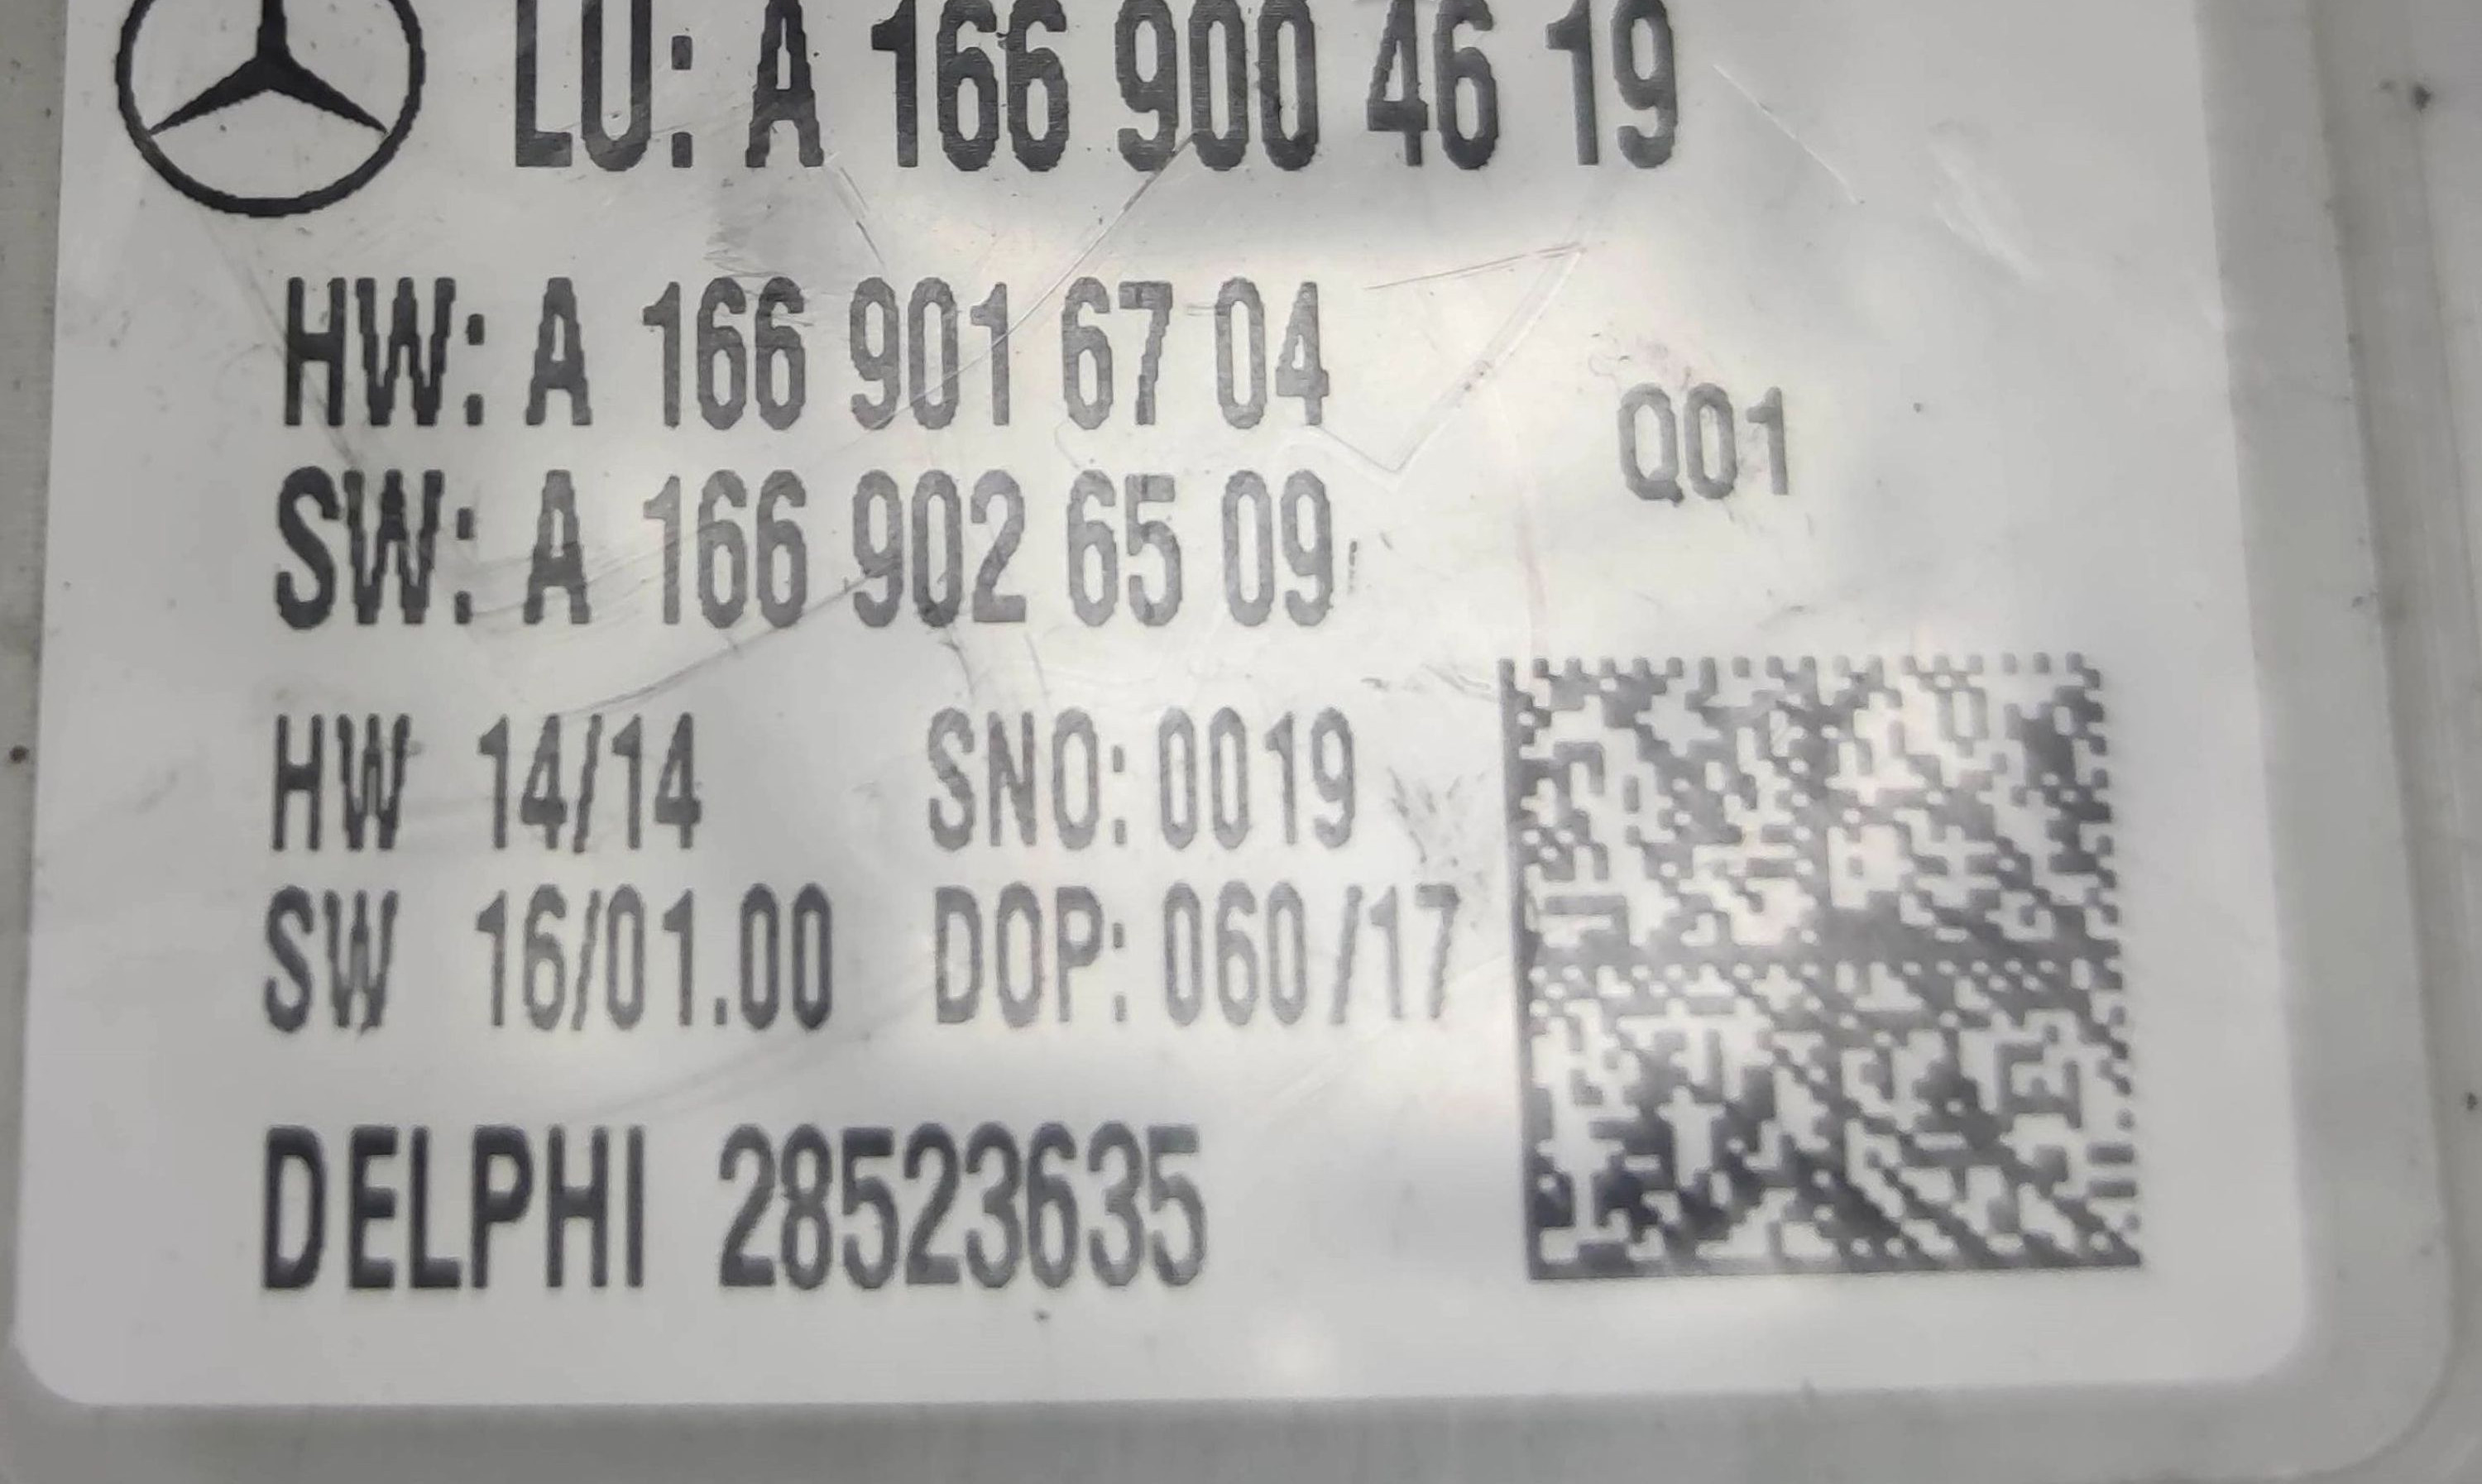 LU: A 166 900 46 19
HW: A 166 901 67 04
Q01
SW: A 166 902 65 09
HW 14/14 SNO: 0019
SW 16/01.00 DOP: 060/17
DELPHI 28523635